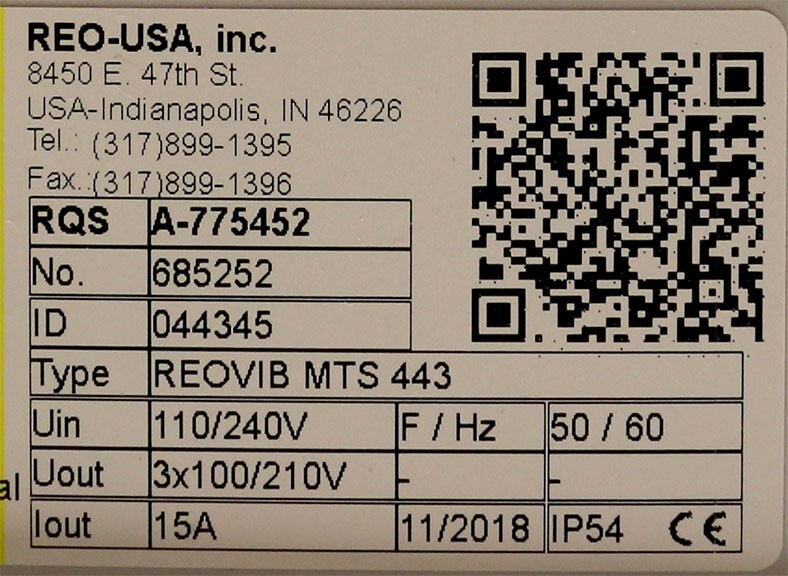 REO-USA, inc.
8450 E. 47th St.
USA-Indianapolis, IN 46226
Tel.: (317)899-1395
Fax.:(317)899-1396
RQS A-775452
No. 685252
ID 044345
Type REOVIB MTS 443
Uin 110/240V F / Hz 50 / 60
al Uout 3x100/210V - -
Iout 15A 11/2018 IP54 CE